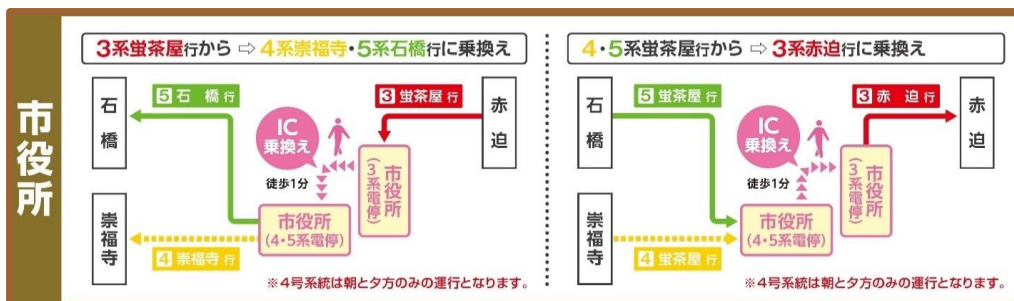 市役所
3系蛍茶屋行から⇨4系崇福寺・5系石橋行に乗換え
石橋
5 石橋行
3 蛍茶屋行
赤迫
IC
乗換え
徒歩1分
市役所
(3系電停)
市役所
(4・5系電停)
崇福寺
4 崇福寺行
※4号系統は朝と夕方のみの運行となります。
4・5系蛍茶屋行から⇨3系赤迫行に乗換え
石橋
5 蛍茶屋行
3 赤迫行
赤迫
IC
乗換え
徒歩1分
市役所
(3系電停)
市役所
(4・5系電停)
崇福寺
4 蛍茶屋行
※4号系統は朝と夕方のみの運行となります。